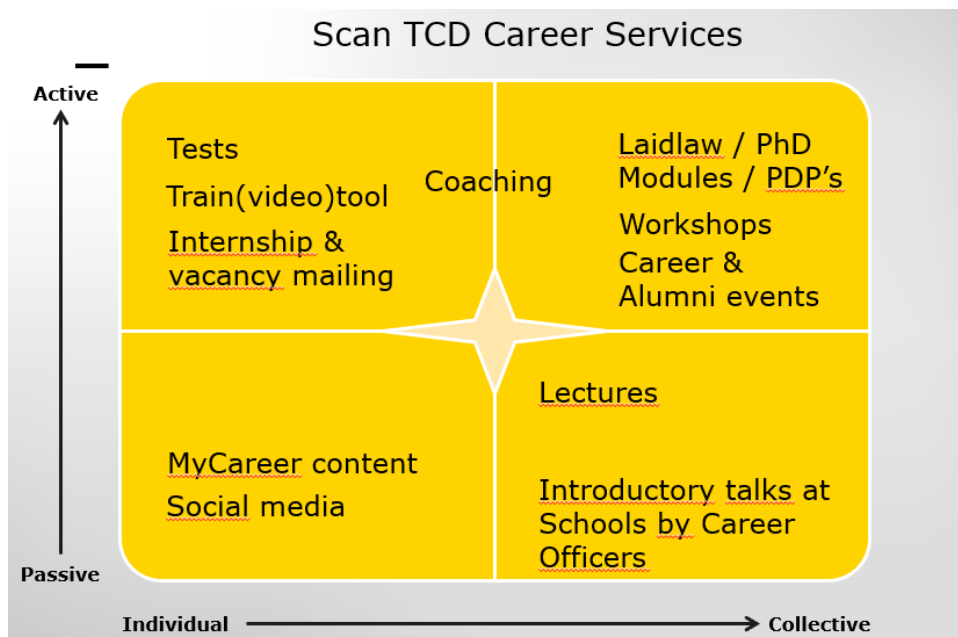 Scan TCD Career Services
Active
Tests
Train(video)tool
Internship &
vacancy mailing
Coaching
Laidlaw / PhD
Modules / PDP's
Workshops
Career &
Alumni events
MyCareer content
Social media
Lectures
Introductory talks at
Schools by Career
Officers
Passive
Individual
Collective